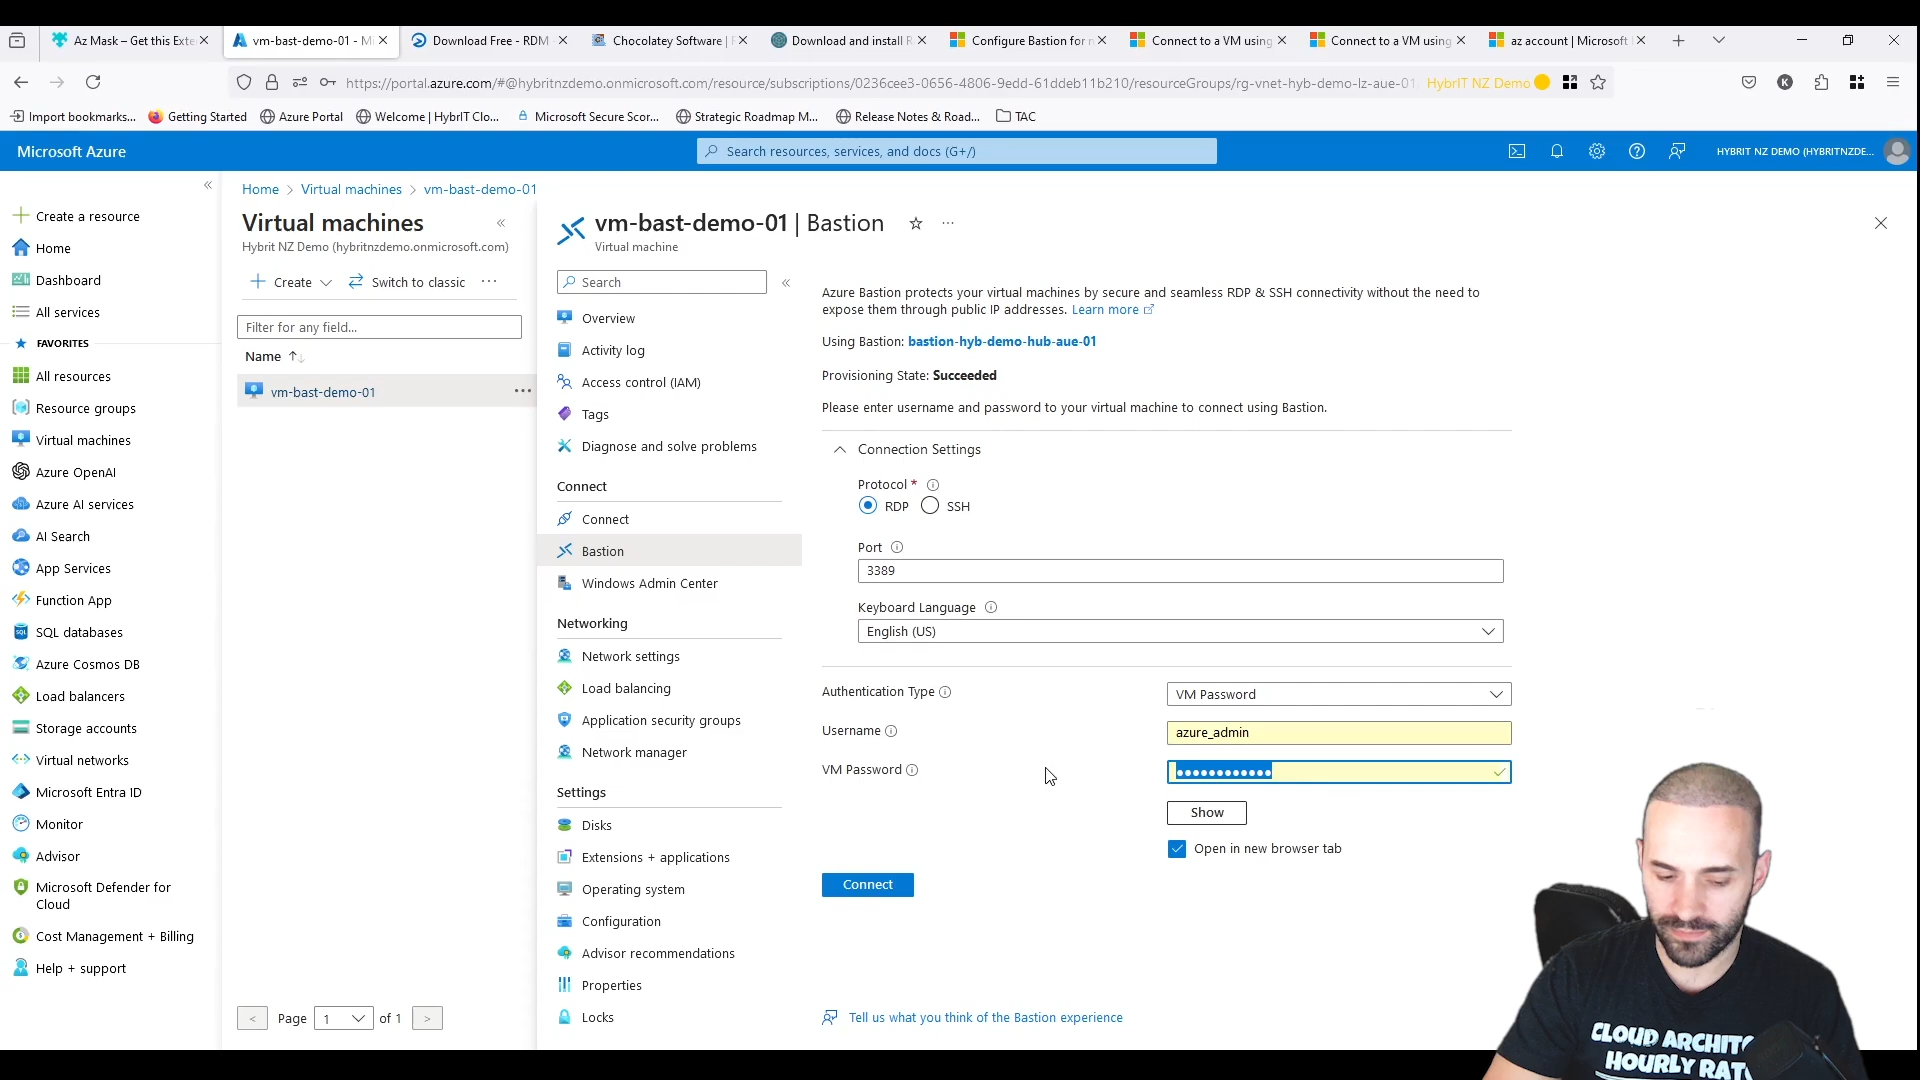 Az Mask – Get this Exte
vm-bast-demo-01 - Mi
Download Free - RDM -
Chocolatey Software |
Download and install R
Configure Bastion for n
Connect to a VM using
Connect to a VM using
az account | Microsoft
https://portal.azure.com/#@hybritnzdemo.onmicrosoft.com/resource/subscriptions/0236cee3-0656-4806-9edd-61ddeb11b210/resourceGroups/rg-vnet-hyb-demo-lz-aue-01
HybrIT NZ Demo
K
Import bookmarks...
Getting Started
Azure Portal
Welcome | HybrIT Clo...
Microsoft Secure Scor...
Strategic Roadmap M...
Release Notes & Road...
TAC
Microsoft Azure
Search resources, services, and docs (G+/)
HYBRIT NZ DEMO (HYBRITNZDE...
Create a resource
Home
Dashboard
All services
FAVORITES
All resources
Resource groups
Virtual machines
Azure OpenAI
Azure AI services
AI Search
App Services
Function App
SQL databases
Azure Cosmos DB
Load balancers
Storage accounts
Virtual networks
Microsoft Entra ID
Monitor
Advisor
Microsoft Defender for
Cloud
Cost Management + Billing
Help + support
Home > Virtual machines > vm-bast-demo-01
Virtual machines
Hybrit NZ Demo (hybritnzdemo.onmicrosoft.com)
Create
Switch to classic
Filter for any field...
Name
vm-bast-demo-01
< Page 1 of 1 >
vm-bast-demo-01 | Bastion
Virtual machine
Search
Overview
Activity log
Access control (IAM)
Tags
Diagnose and solve problems
Connect
Connect
Bastion
Windows Admin Center
Networking
Network settings
Load balancing
Application security groups
Network manager
Settings
Disks
Extensions + applications
Operating system
Configuration
Advisor recommendations
Properties
Locks
Azure Bastion protects your virtual machines by secure and seamless RDP & SSH connectivity without the need to
expose them through public IP addresses. Learn more
Using Bastion: bastion-hyb-demo-hub-aue-01
Provisioning State: Succeeded
Please enter username and password to your virtual machine to connect using Bastion.
Connection Settings
Protocol *
RDP
SSH
Port
3389
Keyboard Language
English (US)
Authentication Type
VM Password
Username
azure_admin
VM Password
Show
Open in new browser tab
Connect
Tell us what you think of the Bastion experience
CLOUD ARCHIT
HOURLY RAT